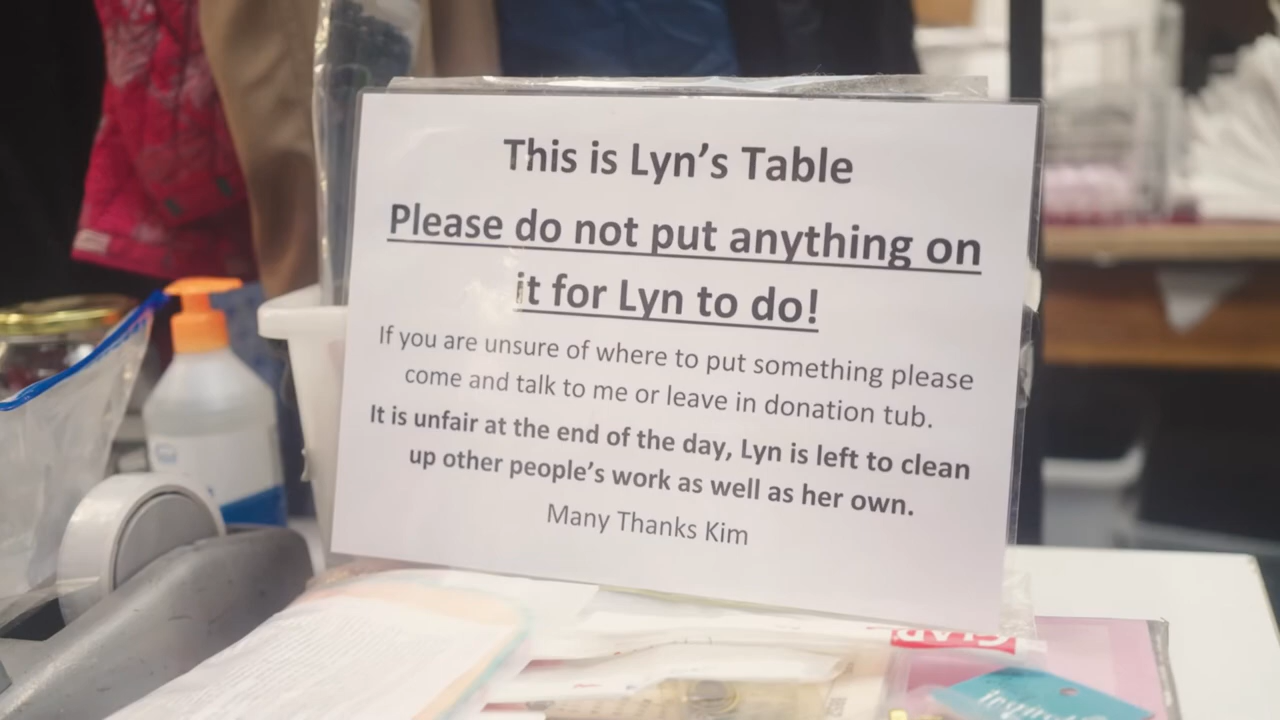 This is Lyn's Table
Please do not put anything on
it for Lyn to do!
If you are unsure of where to put something please
come and talk to me or leave in donation tub.
It is unfair at the end of the day, Lyn is left to clean
up other people's work as well as her own.
Many Thanks Kim